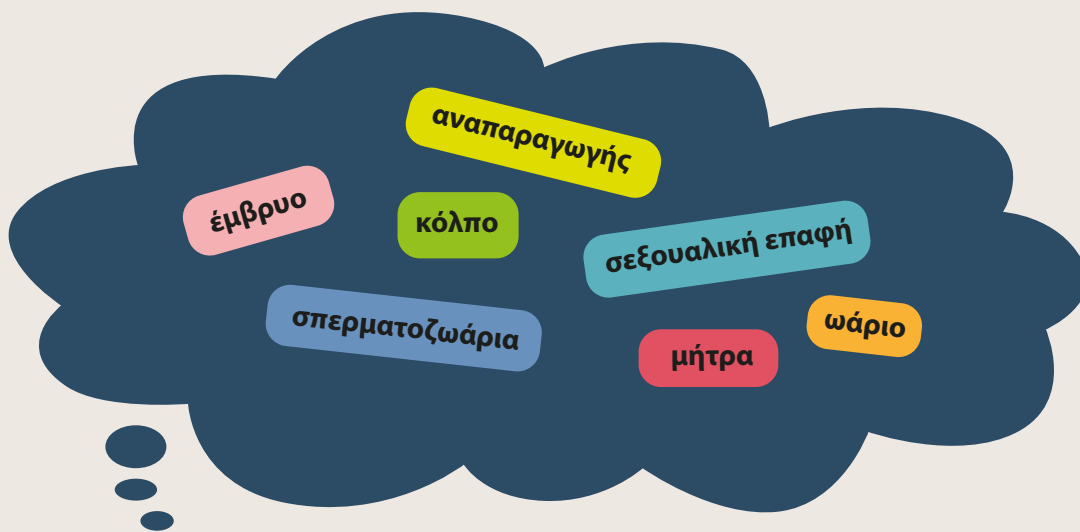 αναπαραγωγής
έμβρυο
κόλπο
σεξουαλική επαφή
σπερματοζωάρια
ωάριο
μήτρα